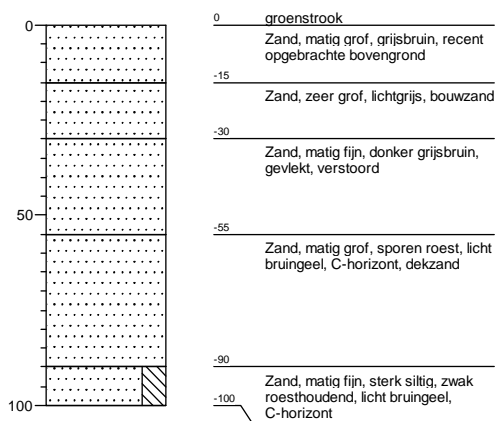 0
50
100
0
groenstrook
Zand, matig grof, grijsbruin, recent
opgebrachte bovengrond
-15
Zand, zeer grof, lichtgrijs, bouwzand
-30
Zand, matig fijn, donker grijsbruin,
gevlekt, verstoord
-55
Zand, matig grof, sporen roest, licht
bruingeel, C-horizont, dekzand
-90
Zand, matig fijn, sterk siltig, zwak
roesthoudend, licht bruingeel,
C-horizont
-100